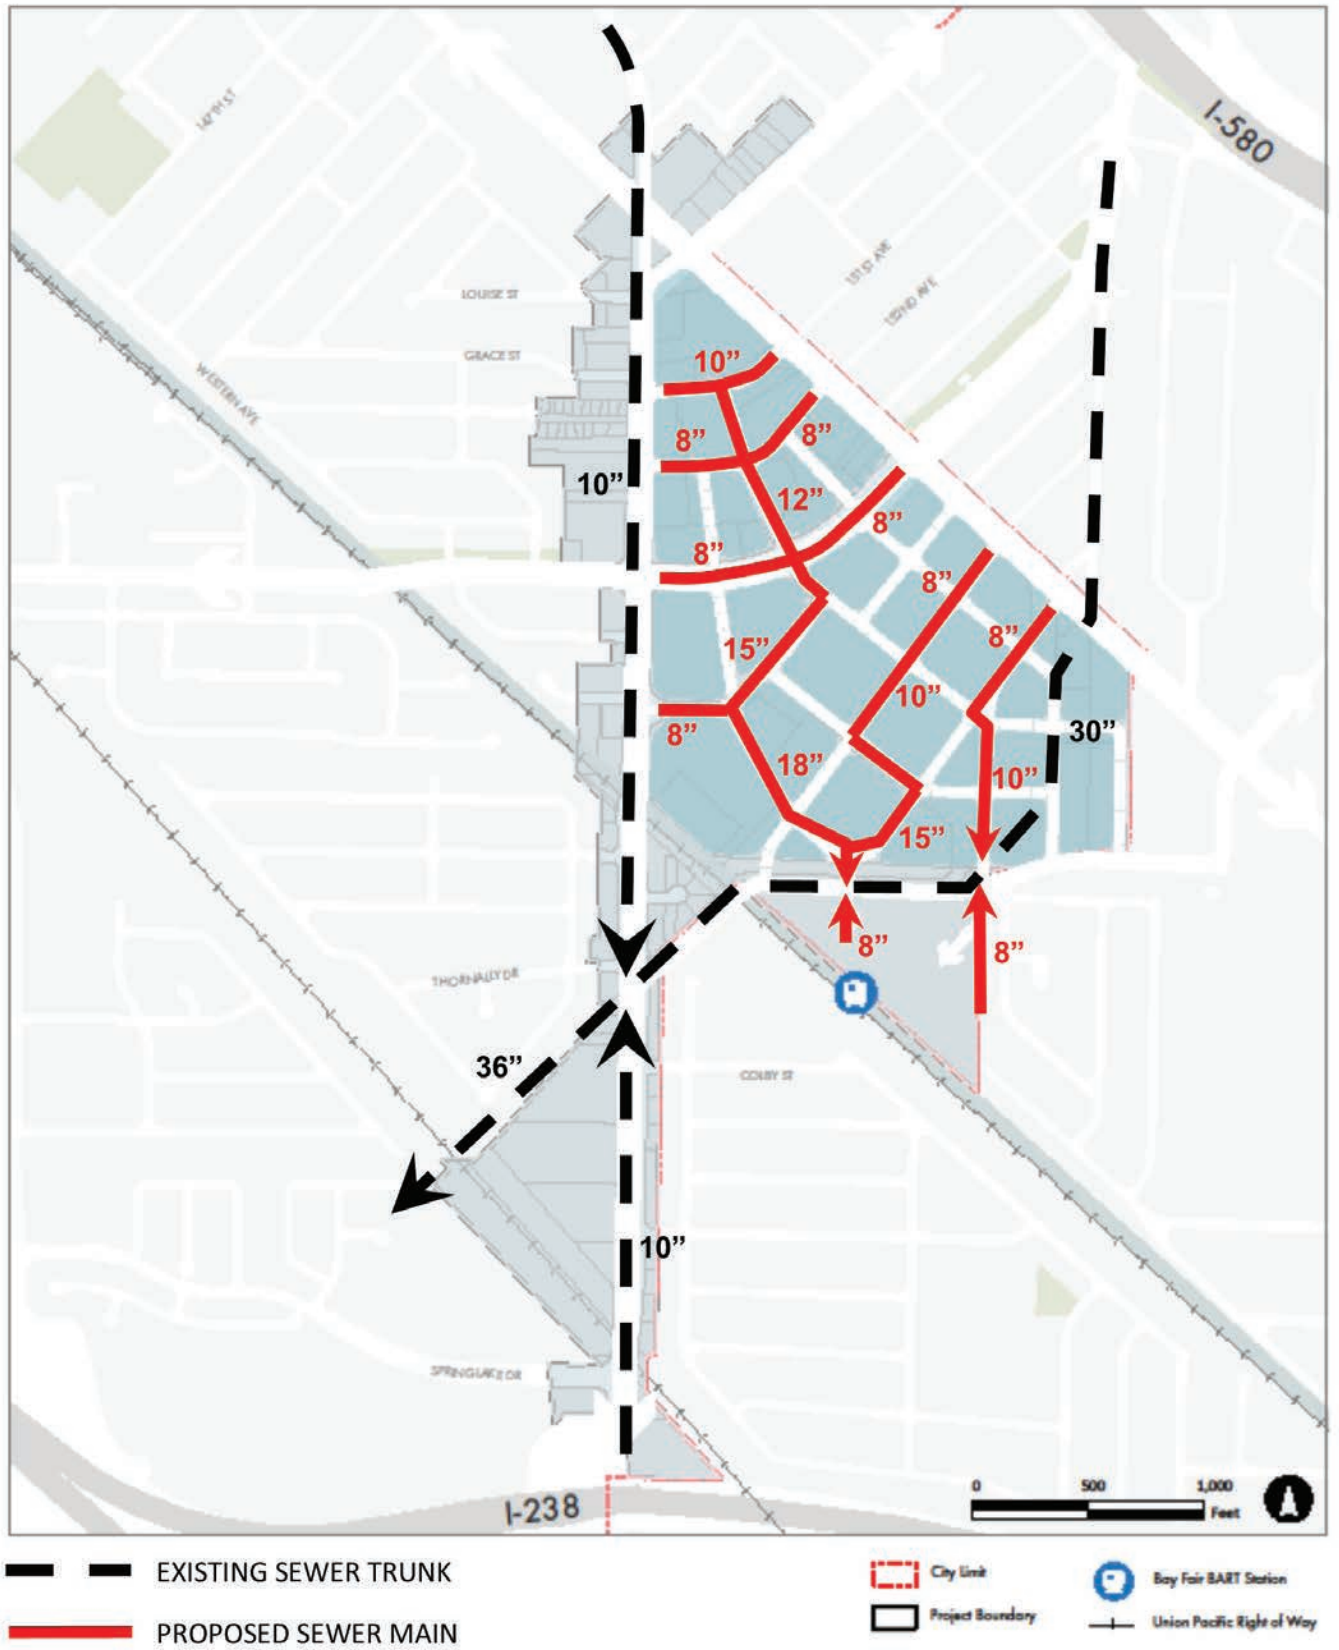 I-580
147TH ST
151ST AVE
152ND AVE
LOUISE ST
GRACE ST
WESTERN AVE
10”
8”
8”
10”
12”
8”
8”
8”
8”
15”
10”
8”
30”
18”
10”
15”
8”
8”
THORNALLY DR
36”
COLBY ST
10”
SPRINGLAKE DR
I-238
0 500 1,000
Feet
EXISTING SEWER TRUNK
PROPOSED SEWER MAIN
City Limit
Project Boundary
Bay Fair BART Station
Union Pacific Right of Way